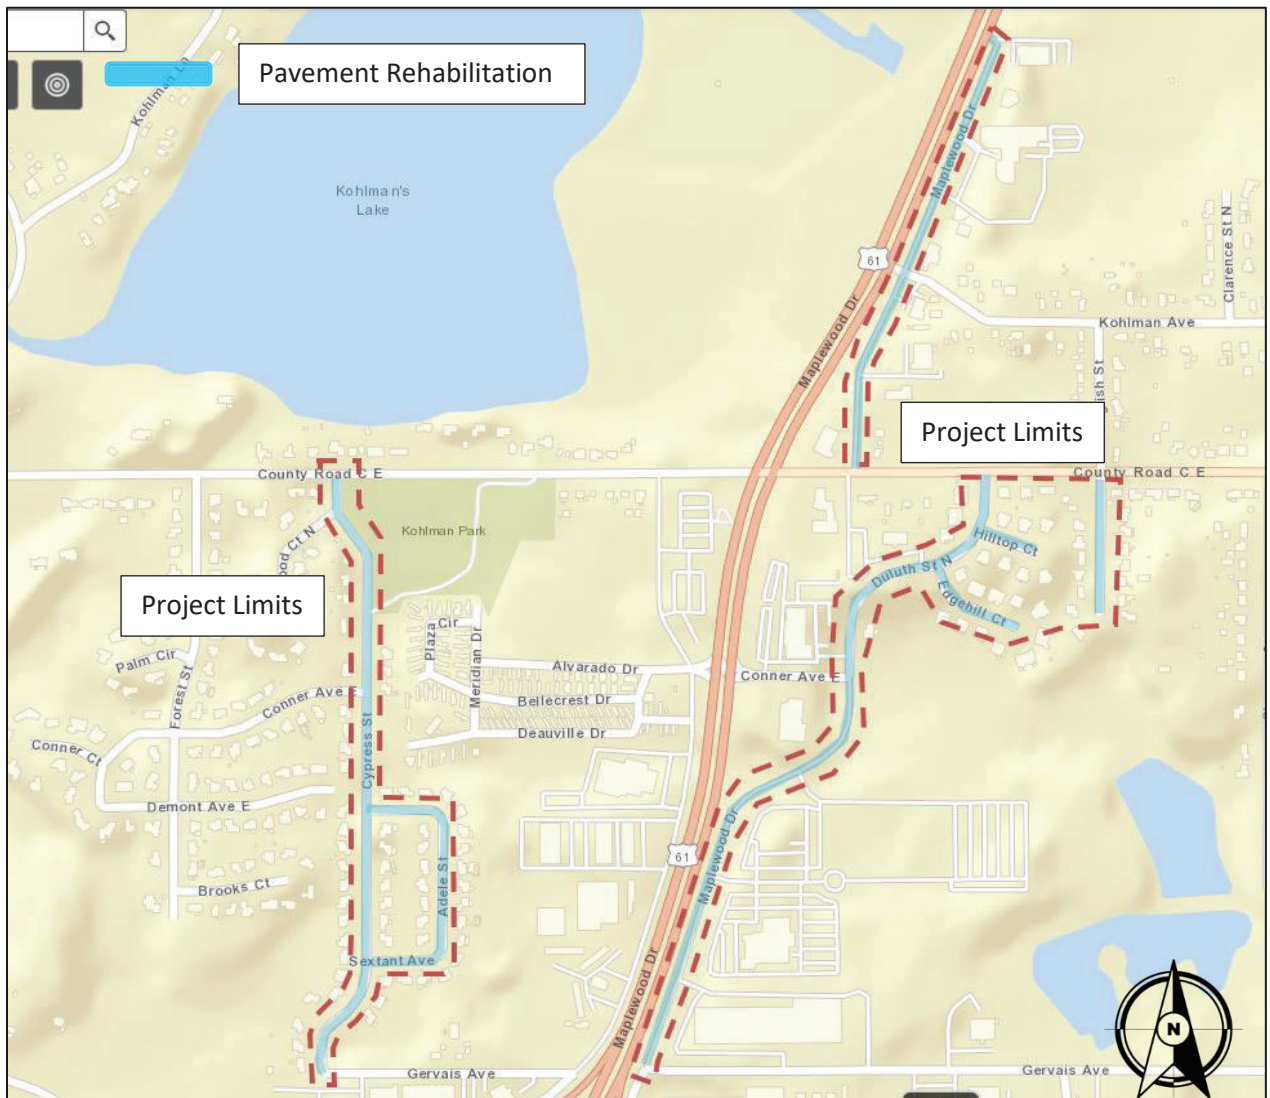 Pavement Rehabilitation
Kohlman Ln
Kohlman's
Lake
Maplewood Dr
61
Clarence St N
Kohlman Ave
Maplewood Dr
Project Limits
County Road C E
County Road C E
Kohlman Park
Hilltop Ct
Duluth St N
Edgehill Ct
Project Limits
Plaza
Cir
Meridian Dr
Palm Cir
Forest St
Alvarado Dr
Conner Ave E
Bellecrest Dr
Conner Ave E
Deauville Dr
Conner Ct
Cypress St
Demont Ave E
Maplewood Dr
61
Brooks Ct
Adele St
Sextant Ave
Maplewood Dr
N
Gervais Ave
Gervais Ave